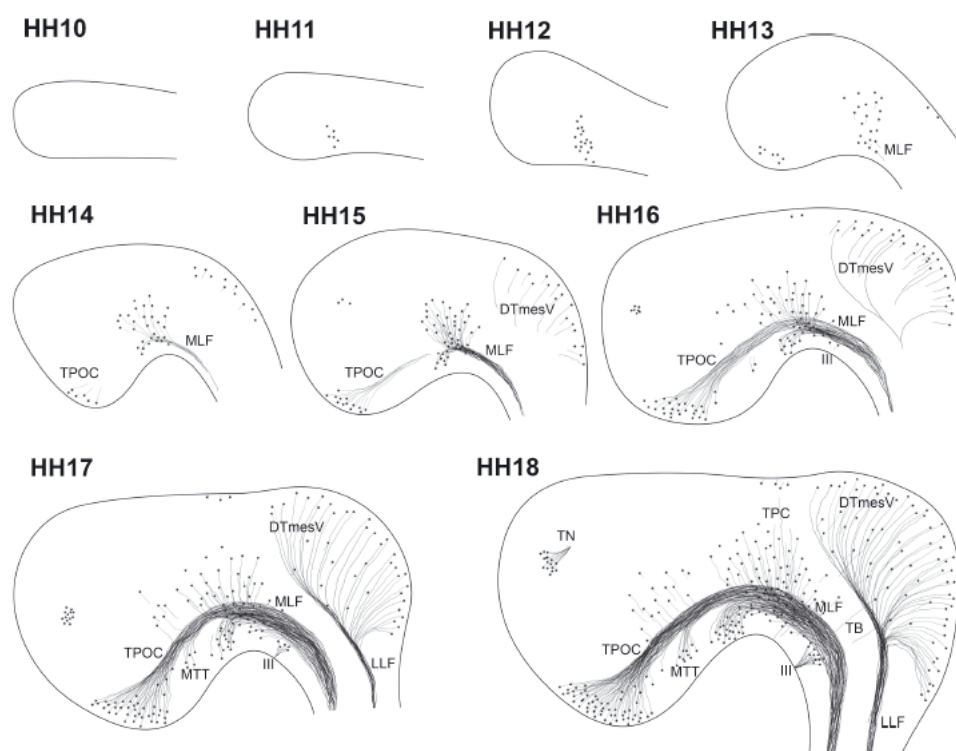 HH10
HH11
HH12
HH13
MLF
HH14
MLF
TPOC
HH15
DTmesV
MLF
TPOC
HH16
DTmesV
MLF
TPOC
III
HH17
DTmesV
MLF
TPOC
MTT
III
LLF
HH18
DTmesV
TPC
TN
MLF
TB
TPOC
MTT
III
LLF